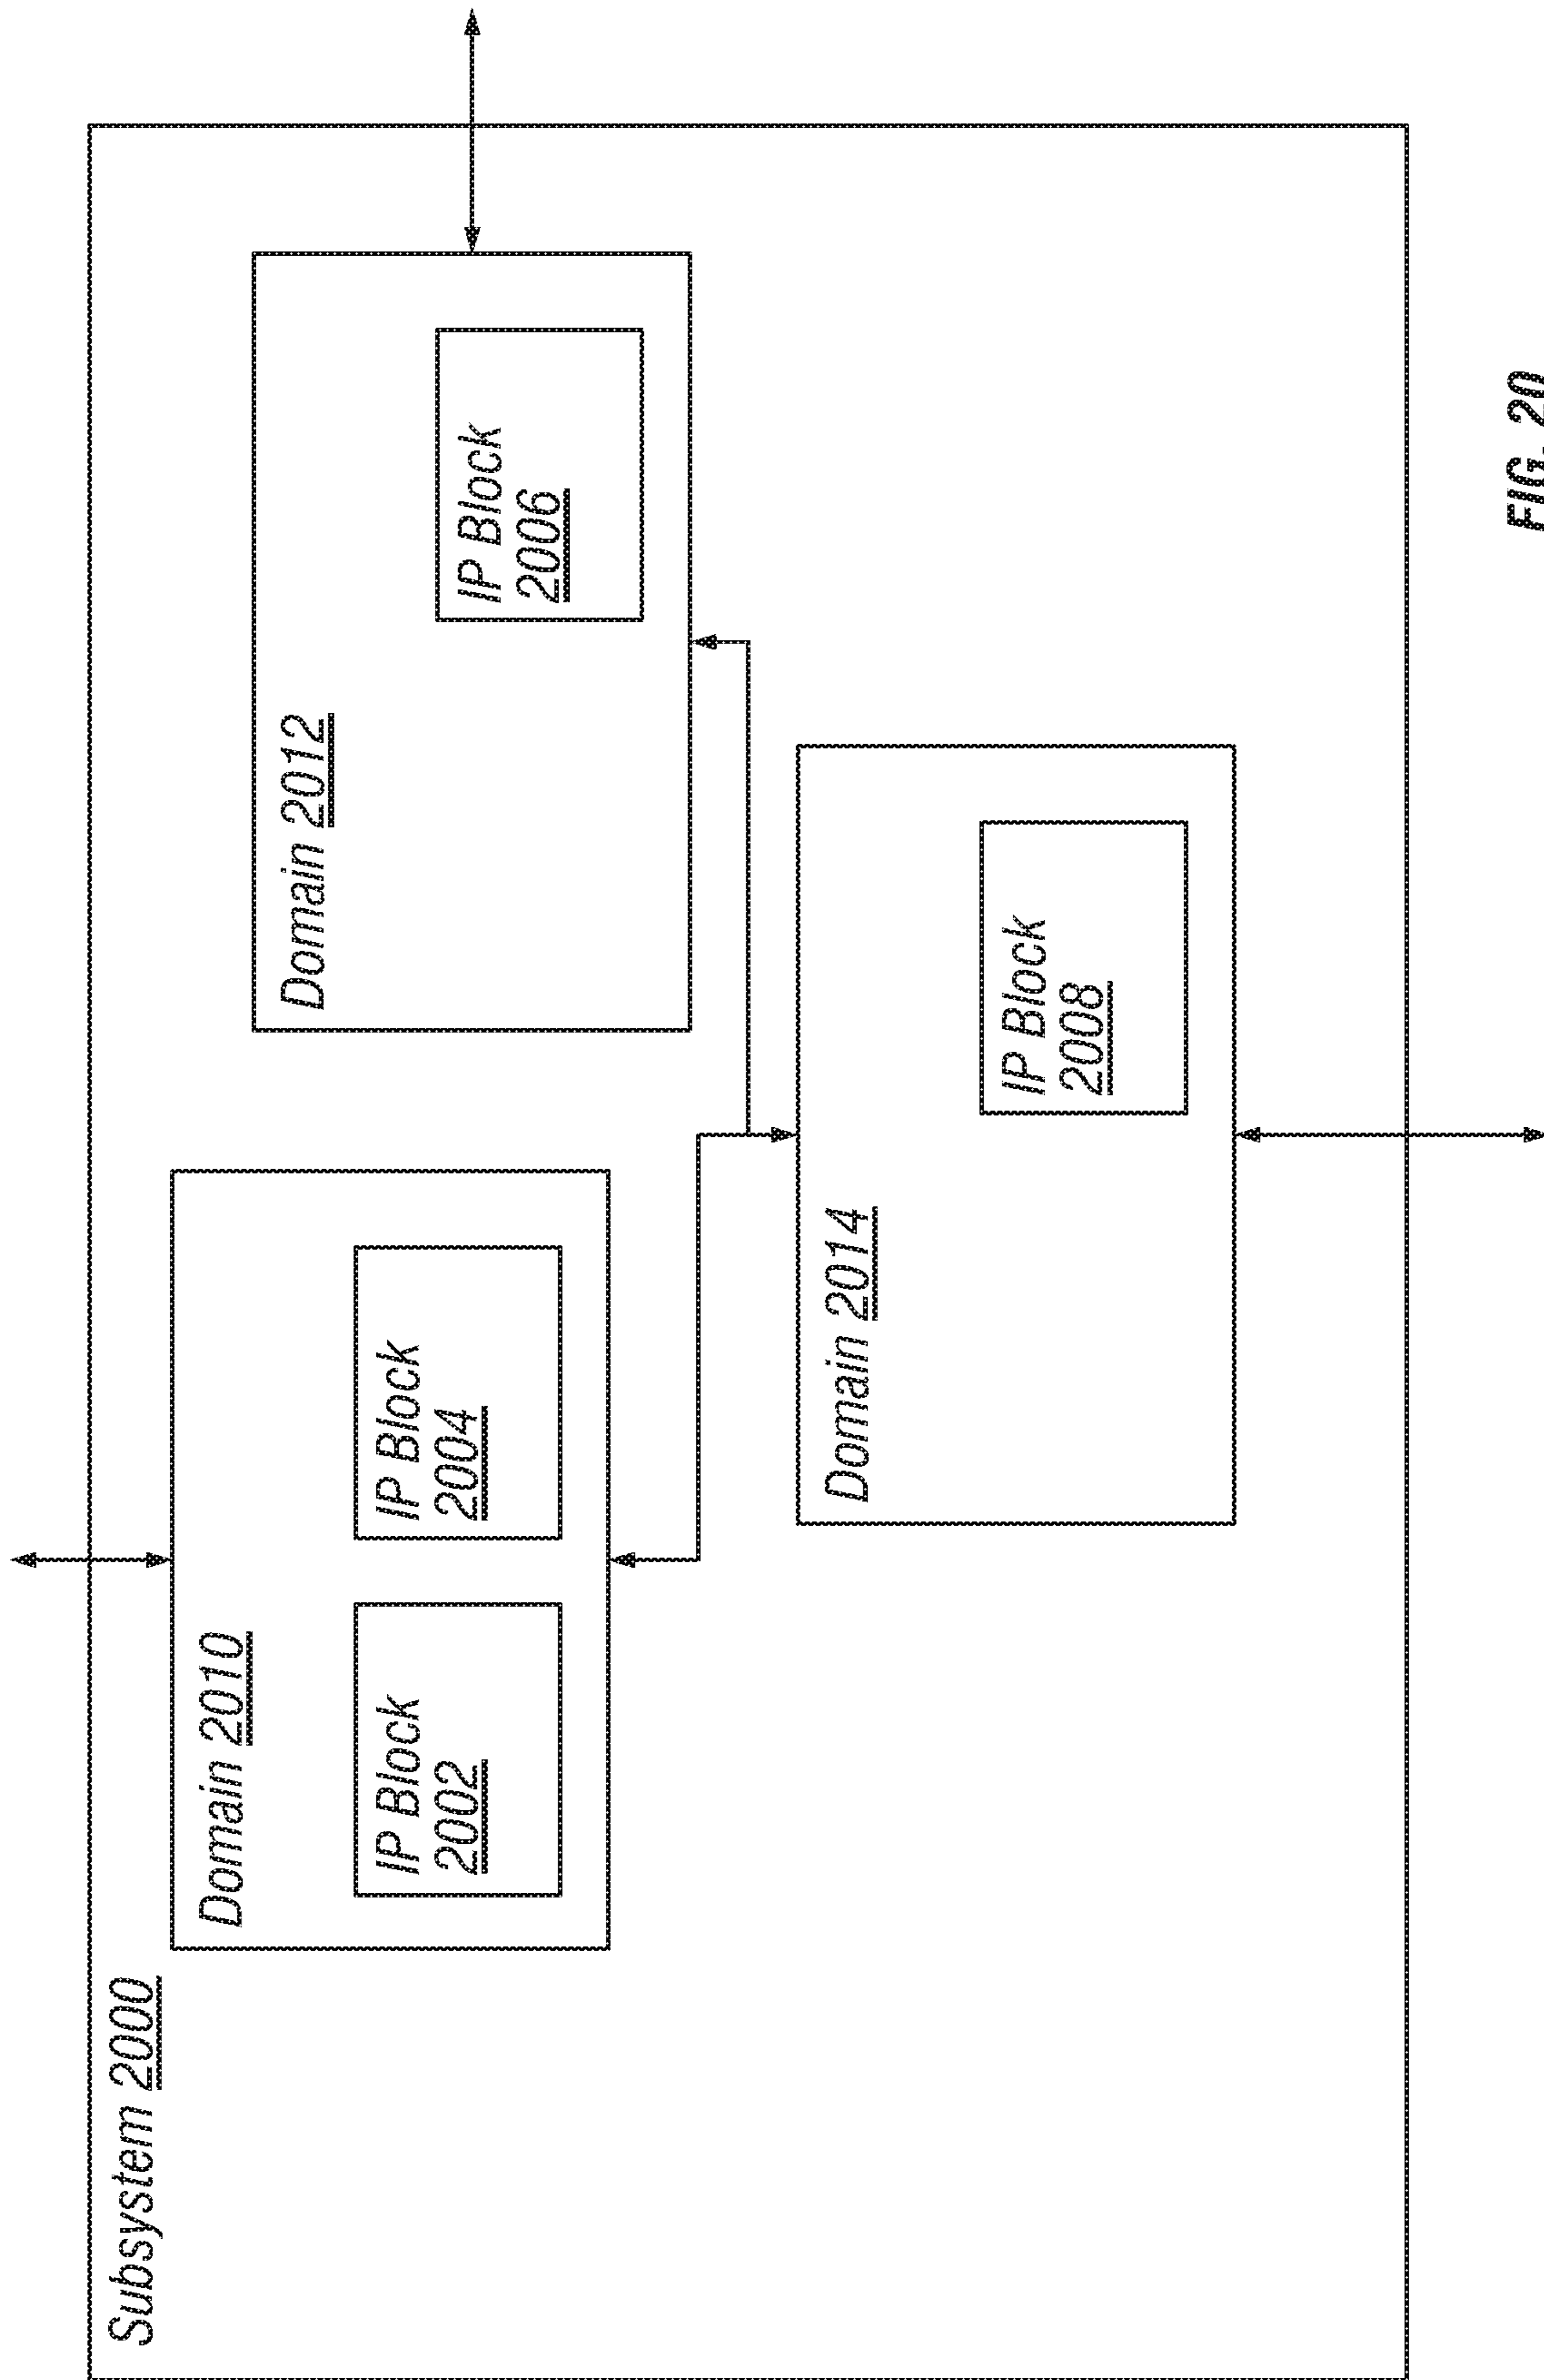 Subsystem 2000
Domain 2010
IP Block
2002
IP Block
2004
Domain 2012
IP Block
2006
Domain 2014
IP Block
2008
FIG. 20